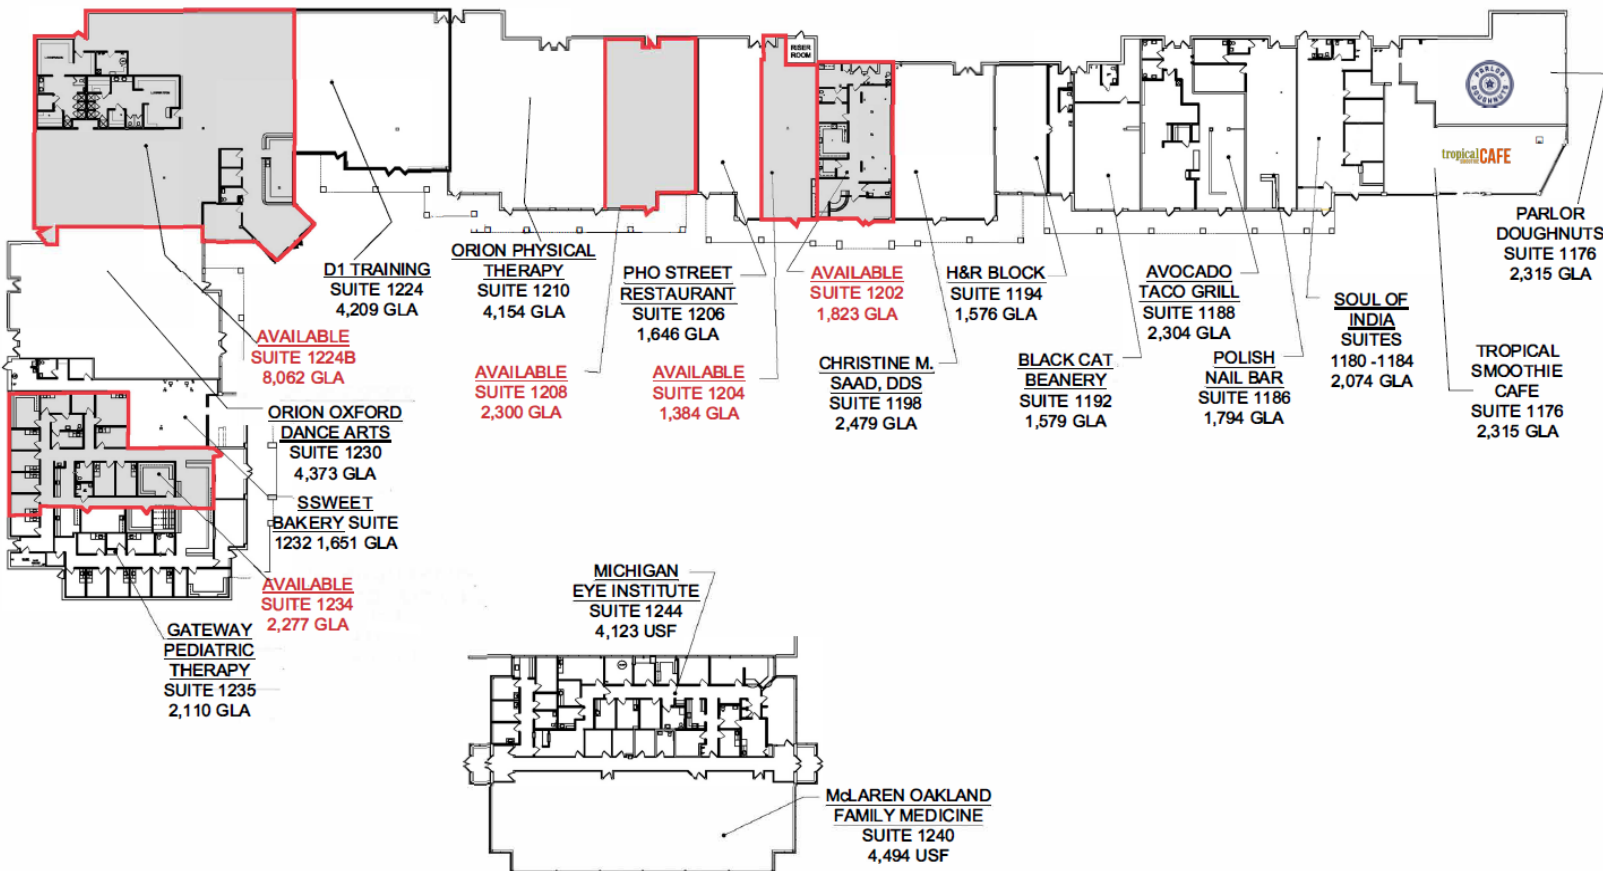 RISER
ROOM
PARLOR
DOUGHNUTS
tropical
CAFE
D1 TRAINING
SUITE 1224
4,209 GLA
ORION PHYSICAL
THERAPY
SUITE 1210
4,154 GLA
PHO STREET
RESTAURANT
SUITE 1206
1,646 GLA
AVAILABLE
SUITE 1202
1,823 GLA
H&R BLOCK
SUITE 1194
1,576 GLA
AVOCADO
TACO GRILL
SUITE 1188
2,304 GLA
SOUL OF
INDIA
SUITES
1180 -1184
2,074 GLA
PARLOR
DOUGHNUTS
SUITE 1176
2,315 GLA
AVAILABLE
SUITE 1224B
8,062 GLA
AVAILABLE
SUITE 1208
2,300 GLA
AVAILABLE
SUITE 1204
1,384 GLA
CHRISTINE M.
SAAD, DDS
SUITE 1198
2,479 GLA
BLACK CAT
BEANERY
SUITE 1192
1,579 GLA
POLISH
NAIL BAR
SUITE 1186
1,794 GLA
TROPICAL
SMOOTHIE
CAFE
SUITE 1176
2,315 GLA
ORION OXFORD
DANCE ARTS
SUITE 1230
4,373 GLA
SSWEET
BAKERY SUITE
1232 1,651 GLA
AVAILABLE
SUITE 1234
2,277 GLA
GATEWAY
PEDIATRIC
THERAPY
SUITE 1235
2,110 GLA
MICHIGAN
EYE INSTITUTE
SUITE 1244
4,123 USF
McLAREN OAKLAND
FAMILY MEDICINE
SUITE 1240
4,494 USF